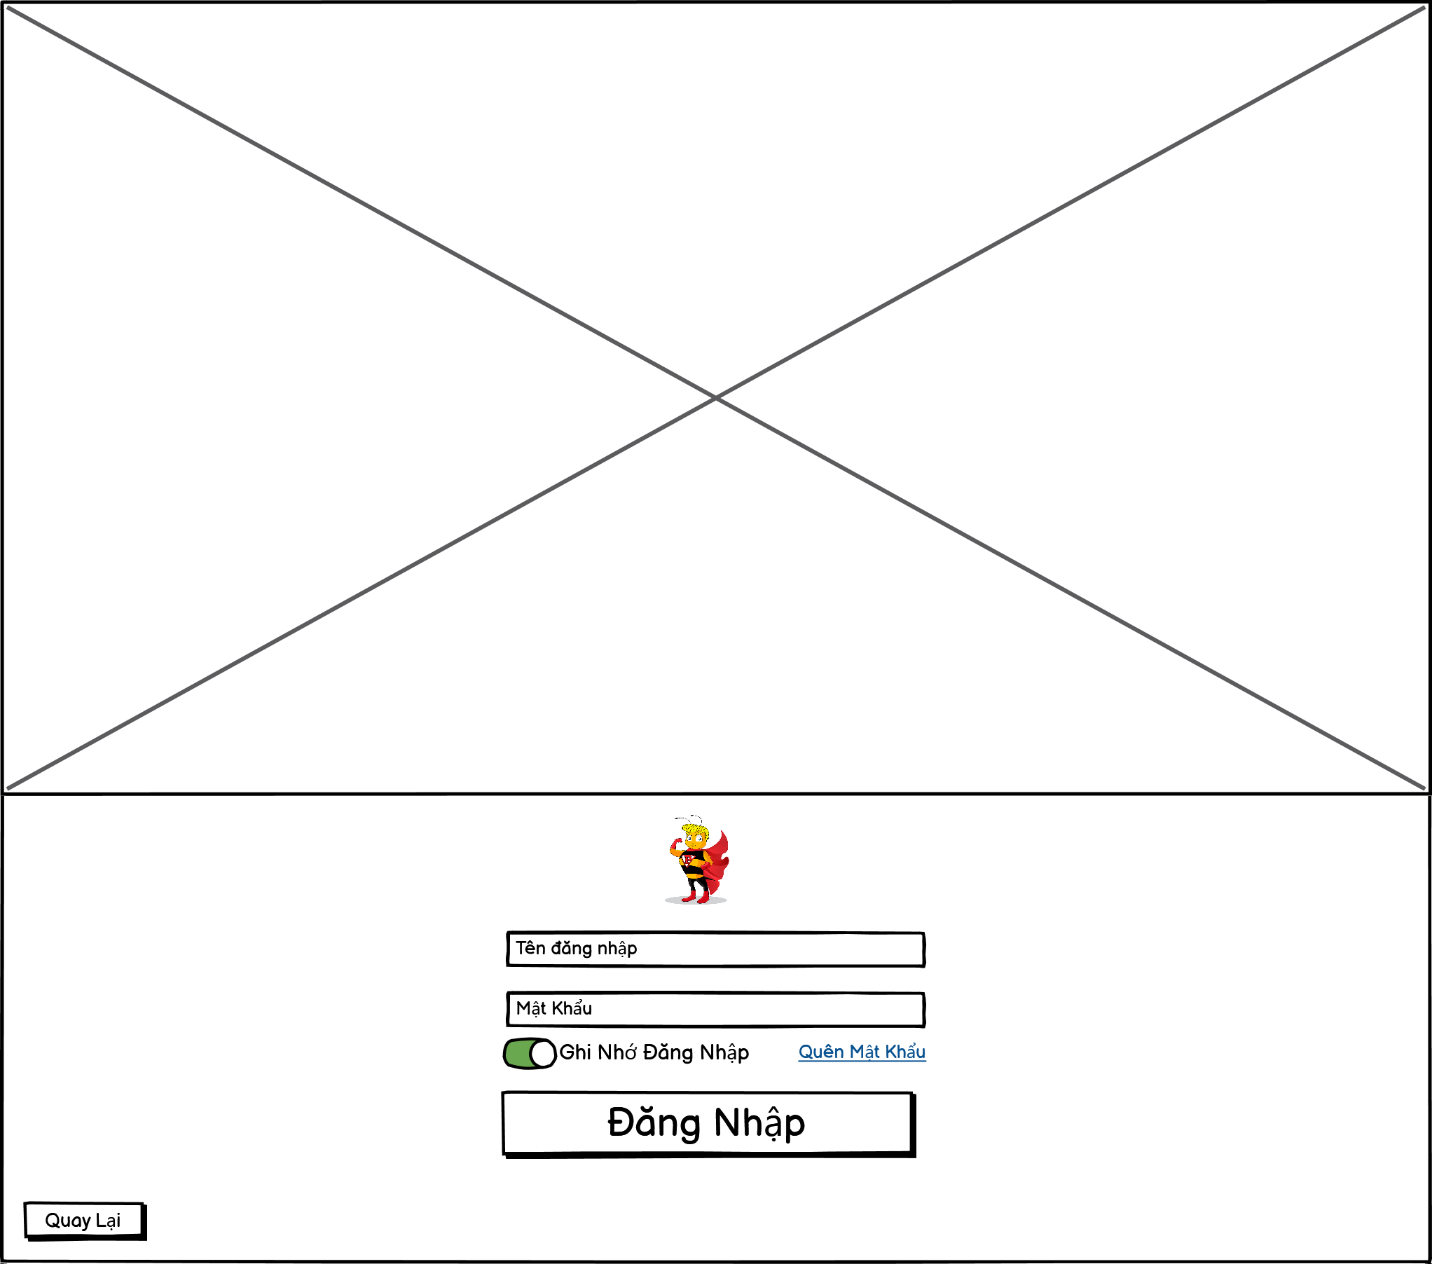 Tên đăng nhập
Mật Khẩu
Ghi Nhớ Đăng Nhập Quên Mật Khẩu
Đăng Nhập
Quay Lại